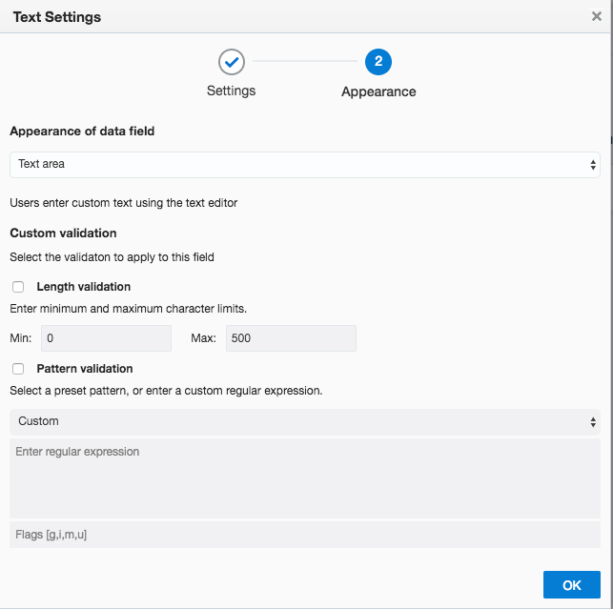 Text Settings
×
2
Settings
Appearance
Appearance of data field
Text area
Users enter custom text using the text editor
Custom validation
Select the validaton to apply to this field
Length validation
Enter minimum and maximum character limits.
Min: 0 Max: 500
Pattern validation
Select a preset pattern, or enter a custom regular expression.
Custom
Enter regular expression
Flags [g,i,m,u]
OK